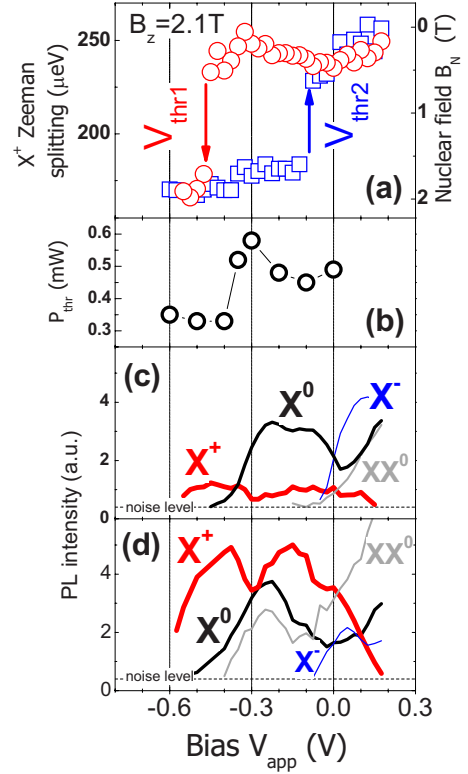 B_z=2.1T
250
210
180
X⁺ Zeeman
splitting (μeV)
V_thr1
V_thr2
0
1
2
Nuclear field B_N (T)
(a)
0.6
0.5
0.4
0.3
P_thr (mW)
(b)
(c)
4
2
0
X⁺
X⁰
X⁻
XX⁰
noise level
PL intensity (a.u.)
(d)
4
2
0
X⁺
X⁰
X⁻
XX⁰
noise level
-0.6
-0.3
0.0
0.3
Bias V_app (V)